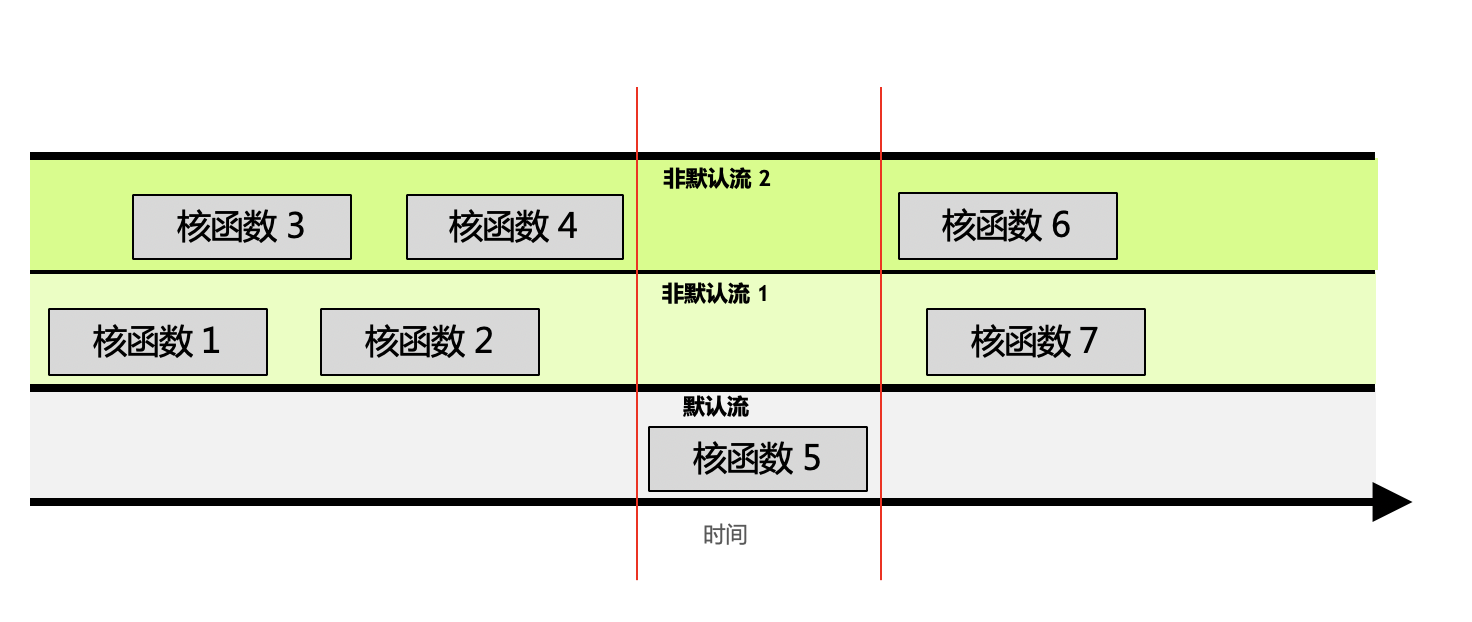 非默认流 2
核函数 3
核函数 4
核函数 6
非默认流 1
核函数 1
核函数 2
核函数 7
默认流
核函数 5
时间